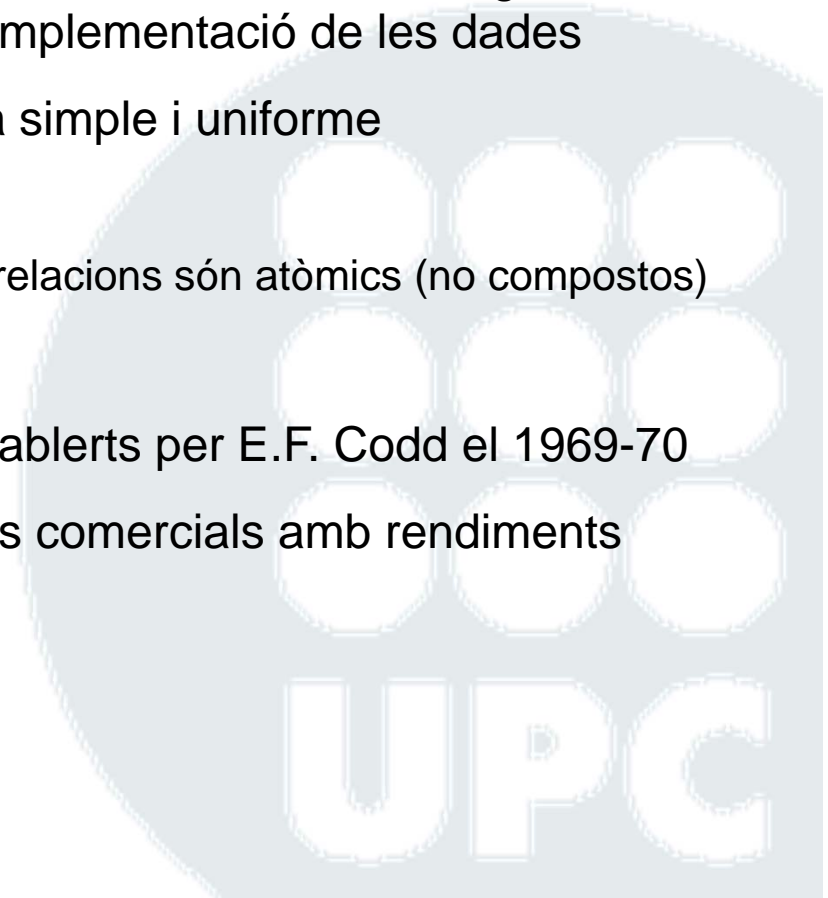 mplementació de les dades
simple i uniforme
relacions són atòmics (no compostos)
ablerts per E.F. Codd el 1969-70
s comercials amb rendiments
UPC